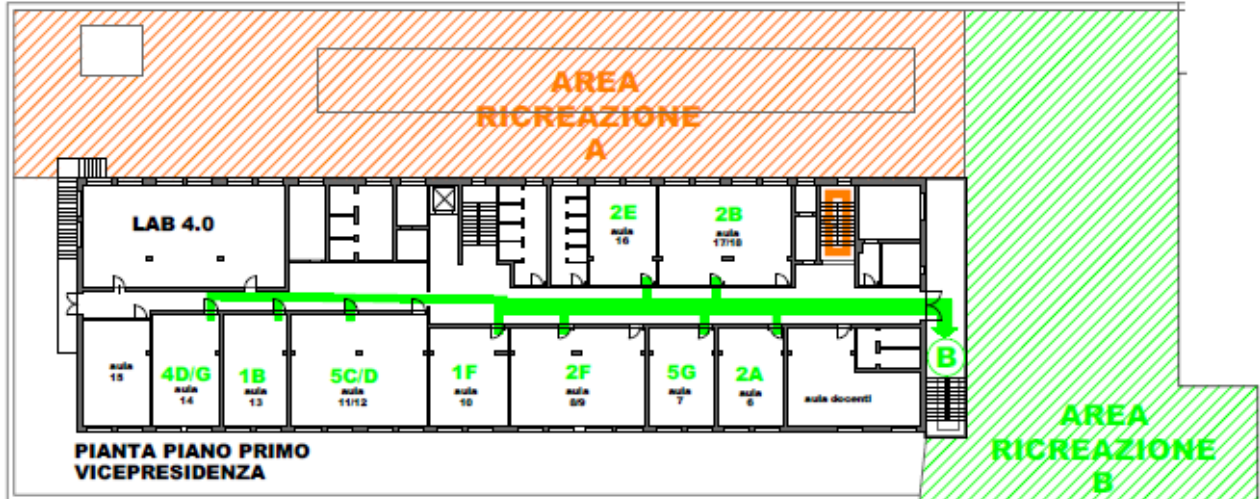 AREA
RICREAZIONE
A
LAB 4.0
2E
aula
16
2B
aula
17/18
aula
15
4D/G
aula
14
1B
aula
13
5C/D
aula
11/12
1F
aula
10
2F
aula
8/9
5G
aula
7
2A
aula
6
aula docenti
B
AREA
RICREAZIONE
B
PIANTA PIANO PRIMO
VICEPRESIDENZA